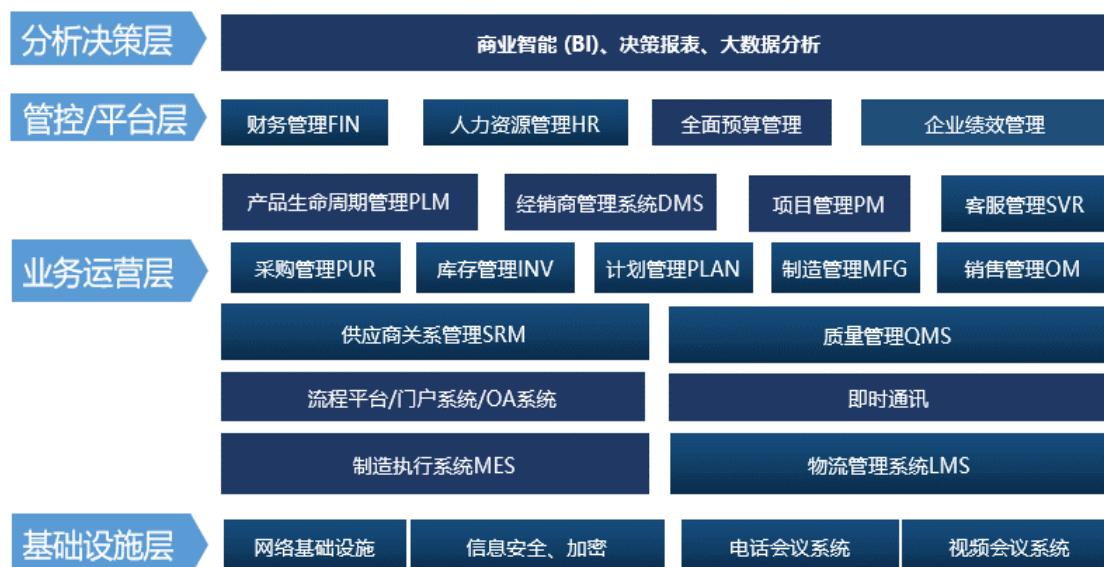 分析决策层
商业智能 (BI)、决策报表、大数据分析
管控/平台层
财务管理FIN
人力资源管理HR
全面预算管理
企业绩效管理
产品生命周期管理PLM
经销商管理系统DMS
项目管理PM
客服管理SVR
业务运营层
采购管理PUR
库存管理INV
计划管理PLAN
制造管理MFG
销售管理OM
供应商关系管理SRM
质量管理QMS
流程平台/门户系统/OA系统
即时通讯
制造执行系统MES
物流管理系统LMS
基础设施层
网络基础设施
信息安全、加密
电话会议系统
视频会议系统